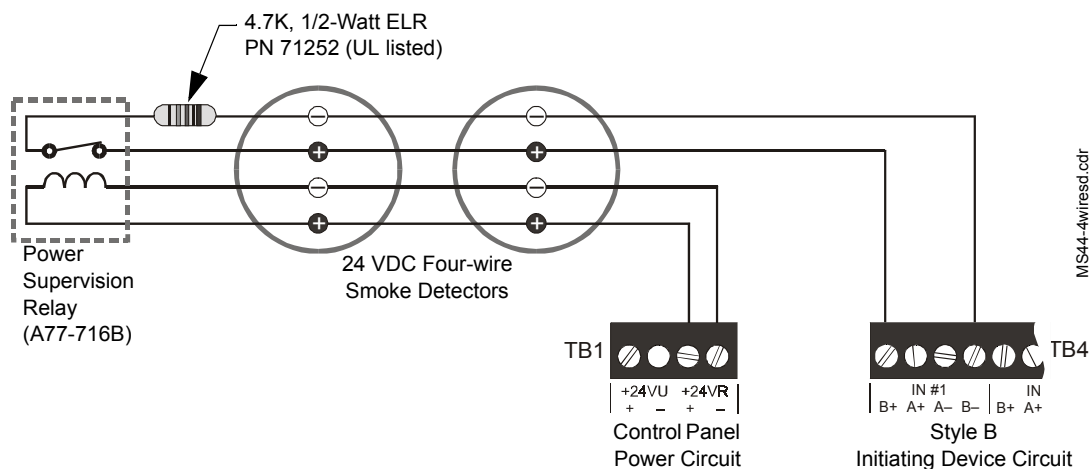 4.7K, 1/2-Watt ELR
PN 71252 (UL listed)
Power
Supervision
Relay
(A77-716B)
24 VDC Four-wire
Smoke Detectors
MS44-4wiresd.cdr
TB1
+24VU +24VR
+ – + –
Control Panel
Power Circuit
TB4
IN #1 IN
B+ A+ A– B– B+ A+
Style B
Initiating Device Circuit